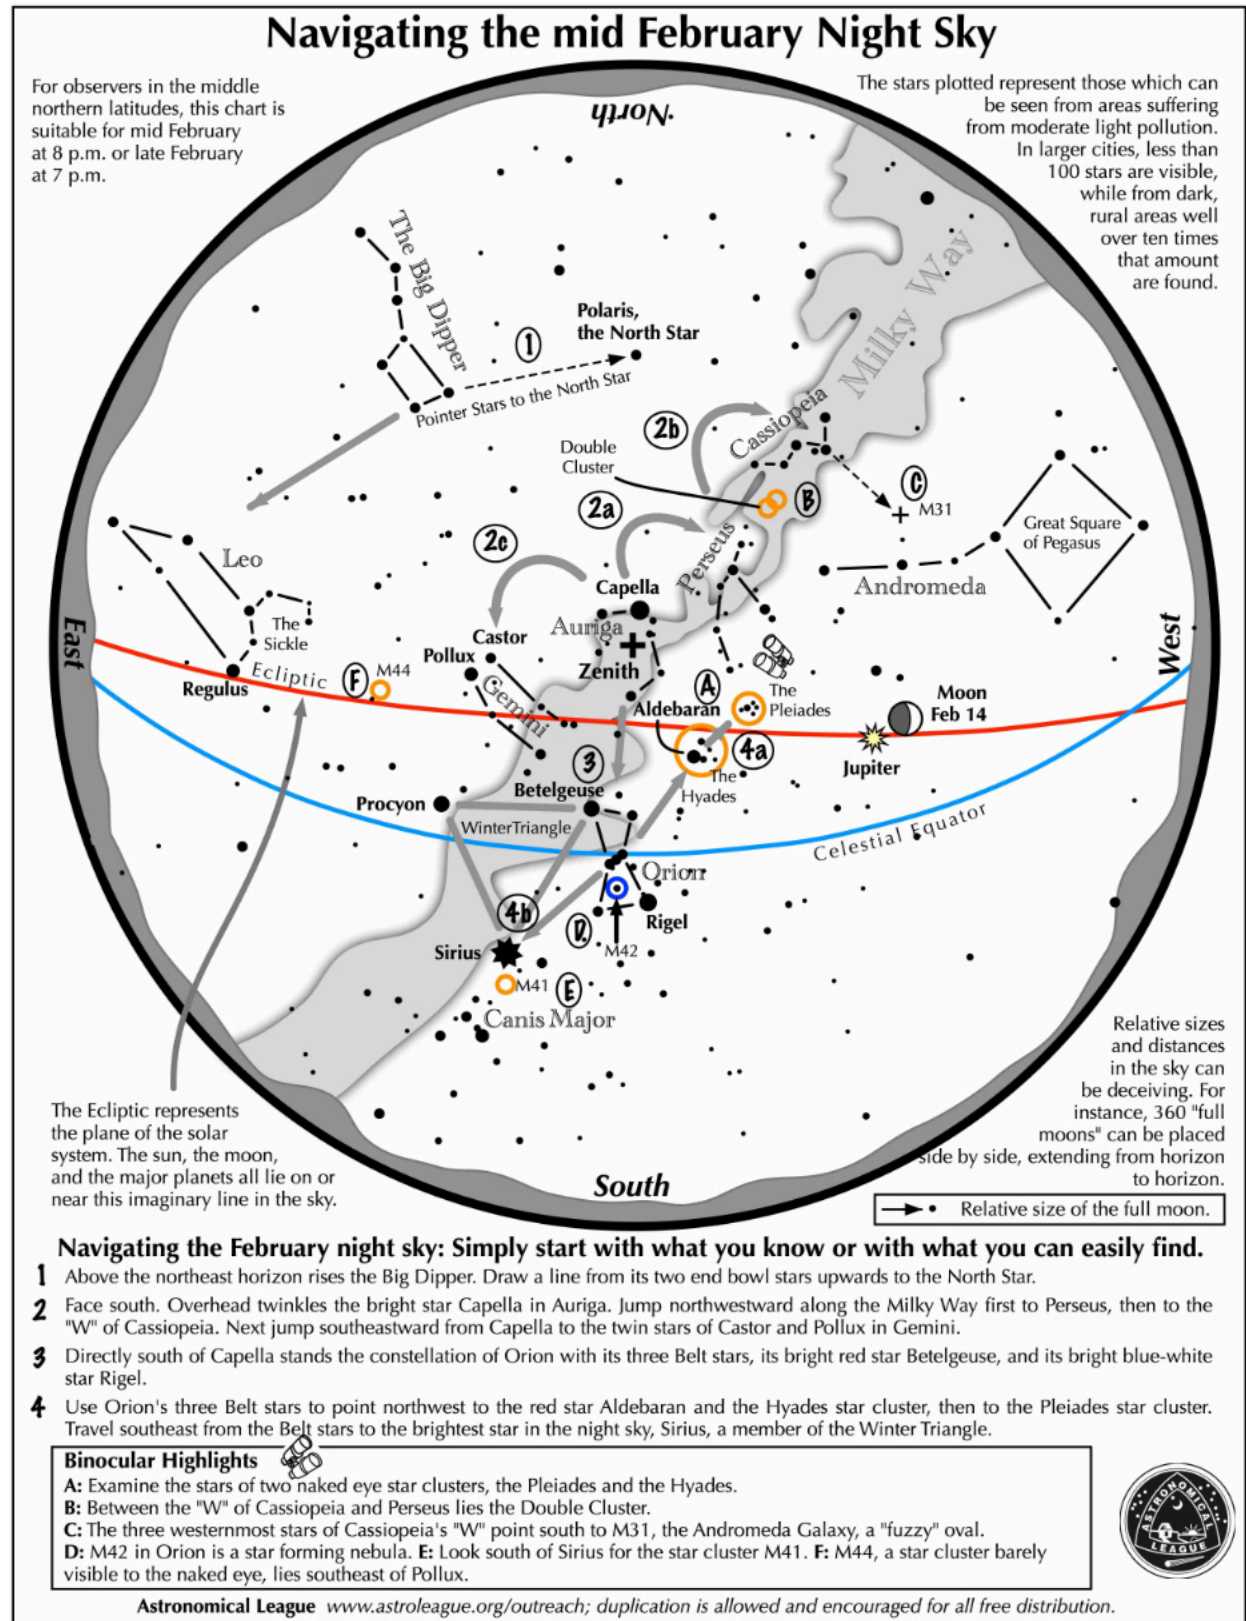 Navigating the mid February Night Sky
For observers in the middle
northern latitudes, this chart is
suitable for mid February
at 8 p.m. or late February
at 7 p.m.
The stars plotted represent those which can
be seen from areas suffering
from moderate light pollution.
In larger cities, less than
100 stars are visible,
while from dark,
rural areas well
over ten times
that amount
are found.
North
The Big Dipper
Milky Way
Polaris,
the North Star
1
Pointer Stars to the North Star
2b
Cassiopeia
Double
Cluster
C
M31
B
2a
Great Square
of Pegasus
2c
Perseus
Leo
Andromeda
Capella
The
Sickle
Auriga
Castor
East
West
Pollux
Zenith
Ecliptic
F
M44
Regulus
Gemini
A
The
Pleiades
Moon
Feb 14
Aldebaran
4a
3
Jupiter
The
Hyades
Betelgeuse
Procyon
WinterTriangle
Celestial Equator
Orion
4b
Rigel
D.
Sirius
M42
M41
E
Canis Major
Relative sizes
and distances
in the sky can
be deceiving. For
instance, 360 "full
moons" can be placed
side by side, extending from horizon
to horizon.
The Ecliptic represents
the plane of the solar
system. The sun, the moon,
and the major planets all lie on or
near this imaginary line in the sky.
South
Relative size of the full moon.
Navigating the February night sky: Simply start with what you know or with what you can easily find.
1 Above the northeast horizon rises the Big Dipper. Draw a line from its two end bowl stars upwards to the North Star.
2 Face south. Overhead twinkles the bright star Capella in Auriga. Jump northwestward along the Milky Way first to Perseus, then to the
"W" of Cassiopeia. Next jump southeastward from Capella to the twin stars of Castor and Pollux in Gemini.
3 Directly south of Capella stands the constellation of Orion with its three Belt stars, its bright red star Betelgeuse, and its bright blue-white
star Rigel.
4 Use Orion's three Belt stars to point northwest to the red star Aldebaran and the Hyades star cluster, then to the Pleiades star cluster.
Travel southeast from the Belt stars to the brightest star in the night sky, Sirius, a member of the Winter Triangle.
Binocular Highlights
A: Examine the stars of two naked eye star clusters, the Pleiades and the Hyades.
B: Between the "W" of Cassiopeia and Perseus lies the Double Cluster.
C: The three westernmost stars of Cassiopeia's "W" point south to M31, the Andromeda Galaxy, a "fuzzy" oval.
D: M42 in Orion is a star forming nebula. E: Look south of Sirius for the star cluster M41. F: M44, a star cluster barely
visible to the naked eye, lies southeast of Pollux.
ASTRONOMICAL
LEAGUE
Astronomical League www.astroleague.org/outreach; duplication is allowed and encouraged for all free distribution.